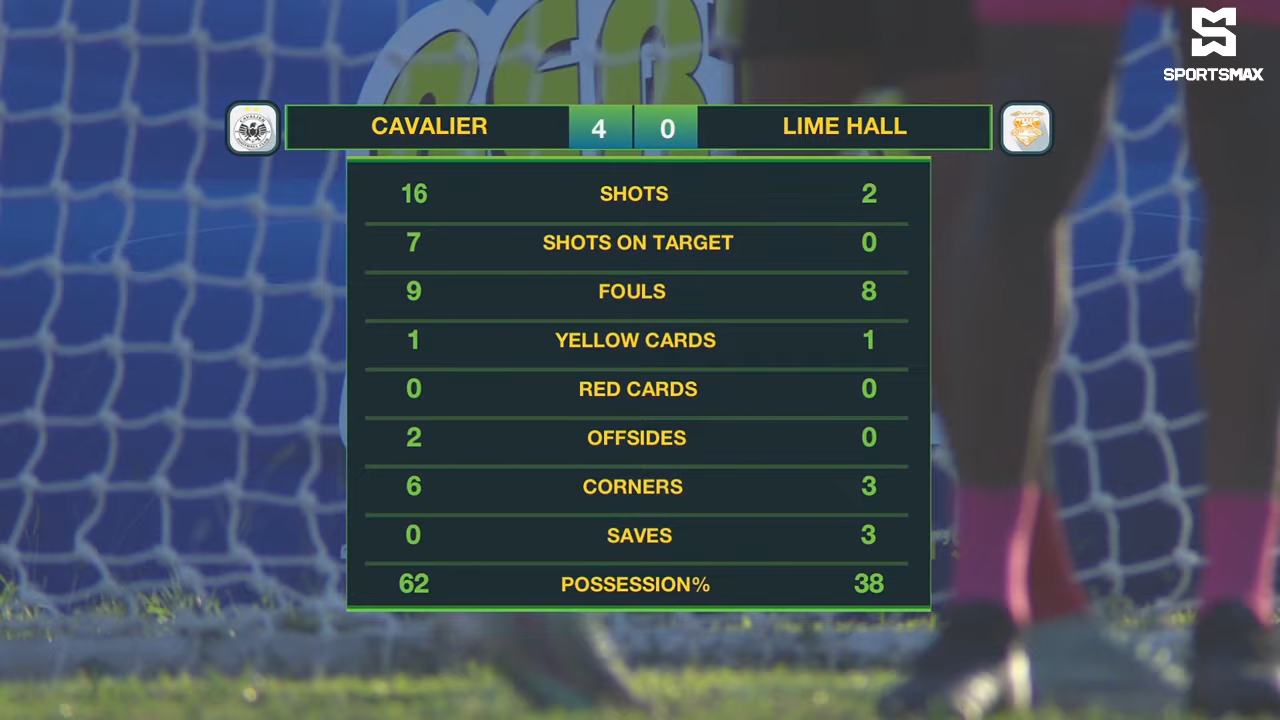 SPORTSMAX
CAVALIER 4 0 LIME HALL
16 SHOTS 2
7 SHOTS ON TARGET 0
9 FOULS 8
1 YELLOW CARDS 1
0 RED CARDS 0
2 OFFSIDES 0
6 CORNERS 3
0 SAVES 3
62 POSSESSION% 38